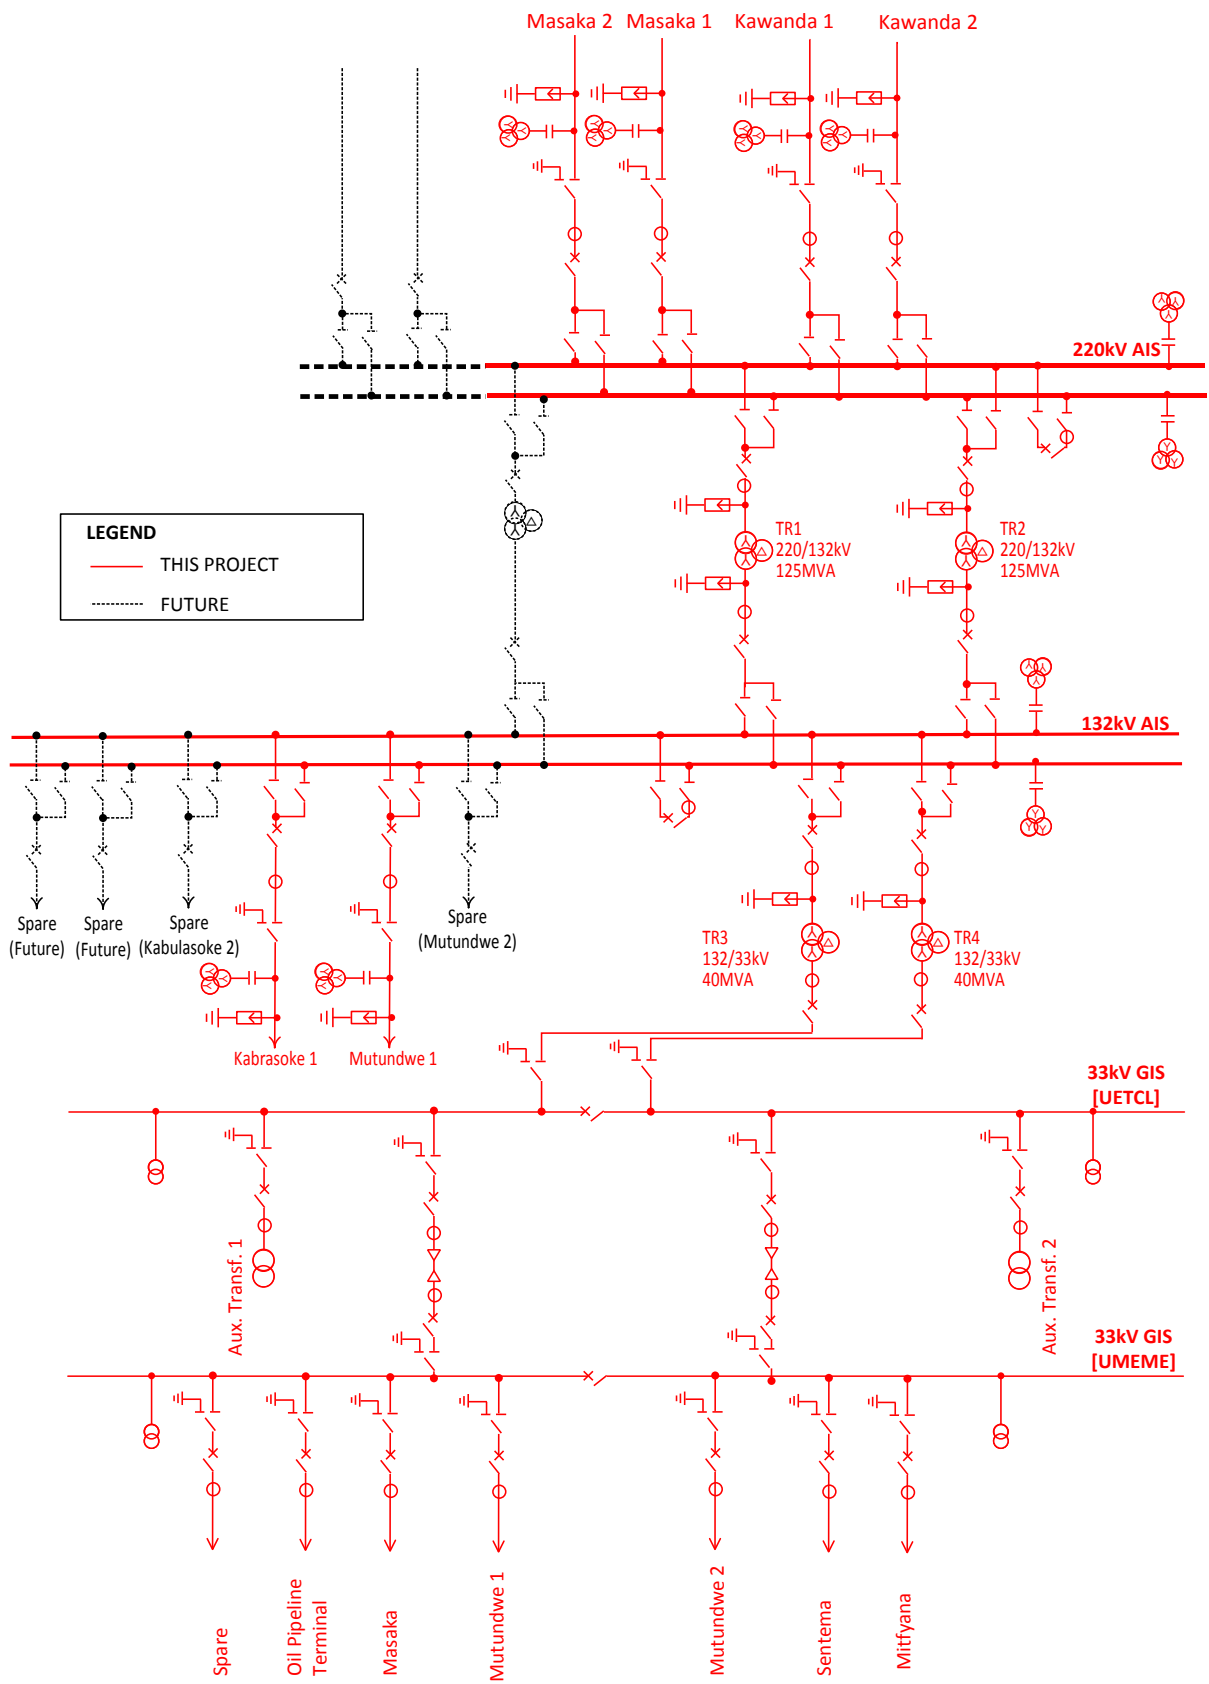 Masaka 2
Masaka 1
Kawanda 1
Kawanda 2
220kV AIS
LEGEND
THIS PROJECT
FUTURE
TR1
220/132kV
125MVA
TR2
220/132kV
125MVA
132kV AIS
Spare
(Future)
Spare
(Future)
Spare
(Kabulasoke 2)
Spare
(Mutundwe 2)
TR3
132/33kV
40MVA
TR4
132/33kV
40MVA
Kabrasoke 1
Mutundwe 1
33kV GIS
[UETCL]
Aux. Transf. 1
Aux. Transf. 2
33kV GIS
[UMEME]
Spare
Oil Pipeline
Terminal
Masaka
Mutundwe 1
Mutundwe 2
Sentema
Mitfyana